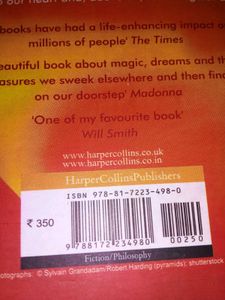 books have had a life-enhancing impact o
millions of people' The Times
eautiful book about magic, dreams and the
asures we sweek elsewhere and then find
on our doorstep' Madonna
'One of my favourite book'
Will Smith
www.harpercollins.co.uk
www.harpercollins.co.in
HarperCollinsPublishers
ISBN 978-81-7223-498-0
₹ 350
9 788172 234980 00250
Fiction/Philosophy
hotographs: © Sylvain Grandadam/Robert Harding (pyramids); shutterstock